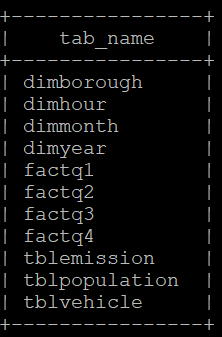 +----------------+
|    tab_name    |
+----------------+
| dimborough     |
| dimhour        |
| dimmonth       |
| dimyear        |
| factq1         |
| factq2         |
| factq3         |
| factq4         |
| tblemission    |
| tblpopulation  |
| tblvehicle     |
+----------------+